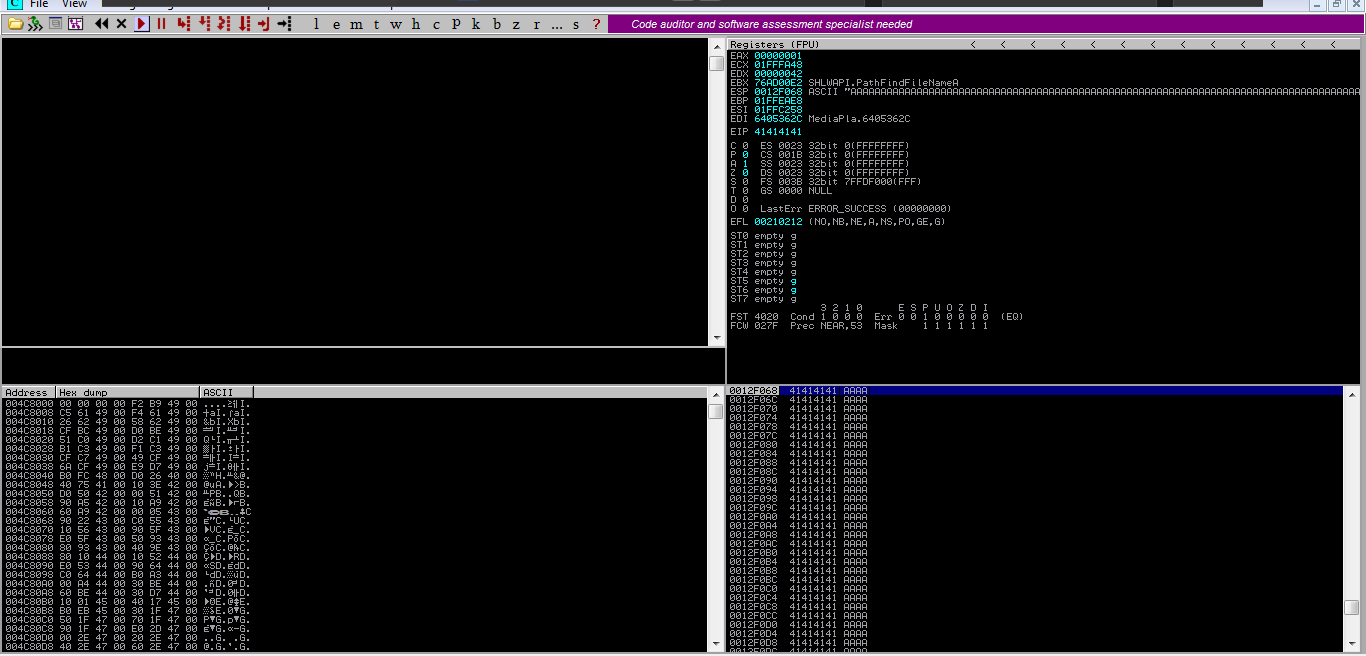 File View
l e m t w h c P k b z r ... s ?
Code auditor and software assessment specialist needed
Registers (FPU) < < < < < < < < < < < < <
EAX 00000001
ECX 01FFFA48
EDX 00000042
EBX 76AD00E2 SHLWAPI.PathFindFileNameA
ESP 0012F068 ASCII "AAAAAAAAAAAAAAAAAAAAAAAAAAAAAAAAAAAAAAAAAAAAAAAAAAAAAAAAAAAAAAAAAAAAAAAAAAAAAAAAAAAAA
EBP 01FFEAE8
ESI 01FFC258
EDI 6405362C MediaPla.6405362C
EIP 41414141
C 0 ES 0023 32bit 0(FFFFFFFF)
P 0 CS 001B 32bit 0(FFFFFFFF)
A 1 SS 0023 32bit 0(FFFFFFFF)
Z 0 DS 0023 32bit 0(FFFFFFFF)
S 0 FS 003B 32bit 7FFDF000(FFF)
T 0 GS 0000 NULL
D 0
O 0 LastErr ERROR_SUCCESS (00000000)
EFL 00210212 (NO,NB,NE,A,NS,PO,GE,G)
ST0 empty g
ST1 empty g
ST2 empty g
ST3 empty g
ST4 empty g
ST5 empty g
ST6 empty g
ST7 empty g
3 2 1 0 E S P U O Z D I
FST 4020 Cond 1 0 0 0 Err 0 0 1 0 0 0 0 0 (EQ)
FCW 027F Prec NEAR,53 Mask 1 1 1 1 1 1
Address Hex dump ASCII
004C8000 00 00 00 00 F2 B9 49 00
004C8008 C5 61 49 00 F4 61 49 00
004C8010 26 62 49 00 58 62 49 00 &bI.XbI.
004C8018 CF BC 49 00 D0 BE 49 00
004C8020 51 C0 49 00 D2 C1 49 00
004C8028 B1 C3 49 00 F1 C3 49 00
004C8030 CF C7 49 00 49 CF 49 00
004C8038 6A CF 49 00 E9 D7 49 00
004C8040 B0 FC 48 00 D0 26 40 00
004C8048 40 75 41 00 10 3E 42 00
004C8050 D0 50 42 00 00 51 42 00
004C8058 90 A5 42 00 10 A9 42 00
004C8060 60 A9 42 00 00 05 43 00
004C8068 90 22 43 00 C0 55 43 00
004C8070 10 56 43 00 90 5F 43 00
004C8078 E0 5F 43 00 50 93 43 00
004C8080 80 93 43 00 40 9E 43 00
004C8088 80 10 44 00 10 52 44 00
004C8090 E0 53 44 00 90 64 44 00
004C8098 C0 64 44 00 B0 A3 44 00
004C80A0 00 A4 44 00 30 BE 44 00
004C80A8 60 BE 44 00 30 D7 44 00
004C80B0 10 01 45 00 40 17 45 00
004C80B8 B0 EB 45 00 30 1F 47 00
004C80C0 50 1F 47 00 70 1F 47 00
004C80C8 90 1F 47 00 E0 2D 47 00
004C80D0 00 2E 47 00 20 2E 47 00 ..G. .G.
004C80D8 40 2E 47 00 60 2E 47 00 @.G.`.G.
0012F068 41414141 AAAA
0012F06C 41414141 AAAA
0012F070 41414141 AAAA
0012F074 41414141 AAAA
0012F078 41414141 AAAA
0012F07C 41414141 AAAA
0012F080 41414141 AAAA
0012F084 41414141 AAAA
0012F088 41414141 AAAA
0012F08C 41414141 AAAA
0012F090 41414141 AAAA
0012F094 41414141 AAAA
0012F098 41414141 AAAA
0012F09C 41414141 AAAA
0012F0A0 41414141 AAAA
0012F0A4 41414141 AAAA
0012F0A8 41414141 AAAA
0012F0AC 41414141 AAAA
0012F0B0 41414141 AAAA
0012F0B4 41414141 AAAA
0012F0B8 41414141 AAAA
0012F0BC 41414141 AAAA
0012F0C0 41414141 AAAA
0012F0C4 41414141 AAAA
0012F0C8 41414141 AAAA
0012F0CC 41414141 AAAA
0012F0D0 41414141 AAAA
0012F0D4 41414141 AAAA
0012F0D8 41414141 AAAA
0012F0DC 41414141 AAAA